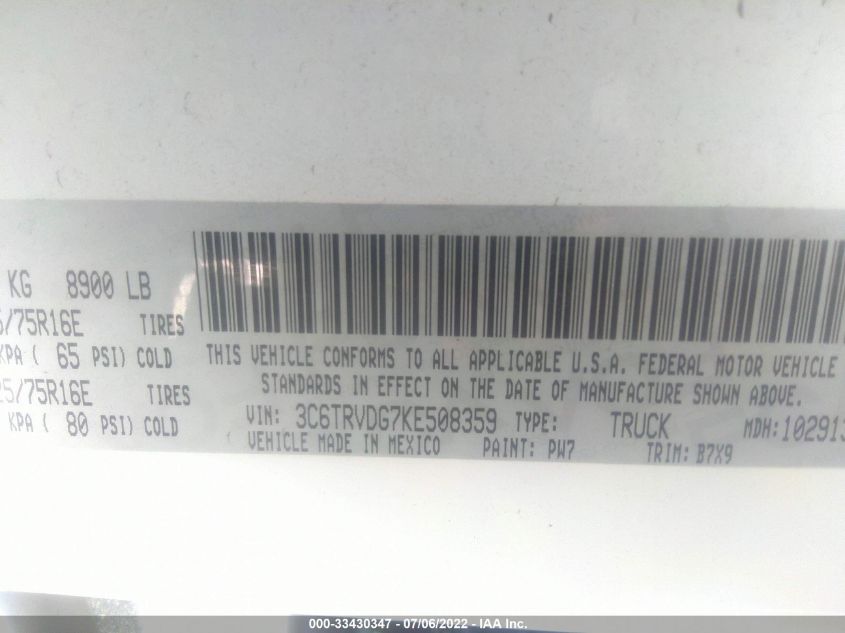 KG 8900 LB
/75R16E TIRES
KPA ( 65 PSI) COLD
25/75R16E TIRES
KPA ( 80 PSI) COLD
THIS VEHICLE CONFORMS TO ALL APPLICABLE U.S.A. FEDERAL MOTOR VEHICLE
STANDARDS IN EFFECT ON THE DATE OF MANUFACTURE SHOWN ABOVE.
VIN: 3C6TRVDG7KE508359 TYPE: TRUCK MDH: 10291
VEHICLE MADE IN MEXICO PAINT: PW7 TRIM: B7X9
000-33430347 - 07/06/2022 - IAA Inc.